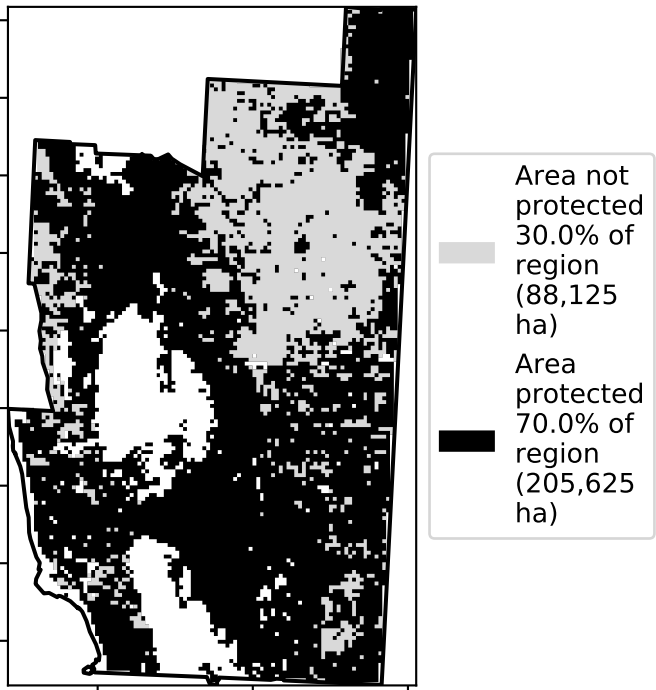 Area not
protected
30.0% of
region
(88,125
ha)
Area
protected
70.0% of
region
(205,625
ha)